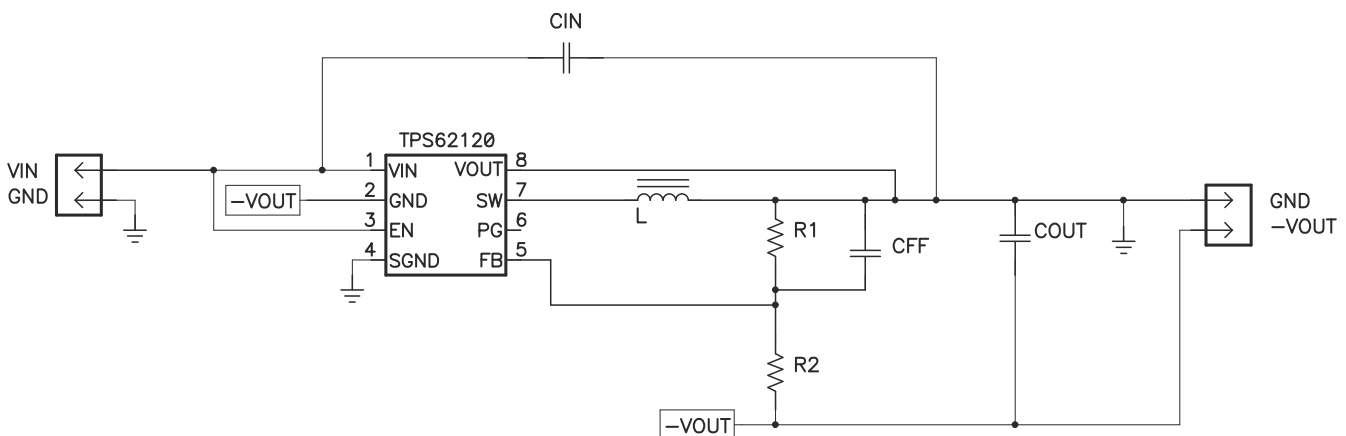 CIN
TPS62120
VIN
GND
1
2
3
4
VIN
GND
EN
SGND
VOUT
SW
PG
FB
8
7
6
5
-VOUT
L
R1
CFF
COUT
GND
-VOUT
R2
-VOUT